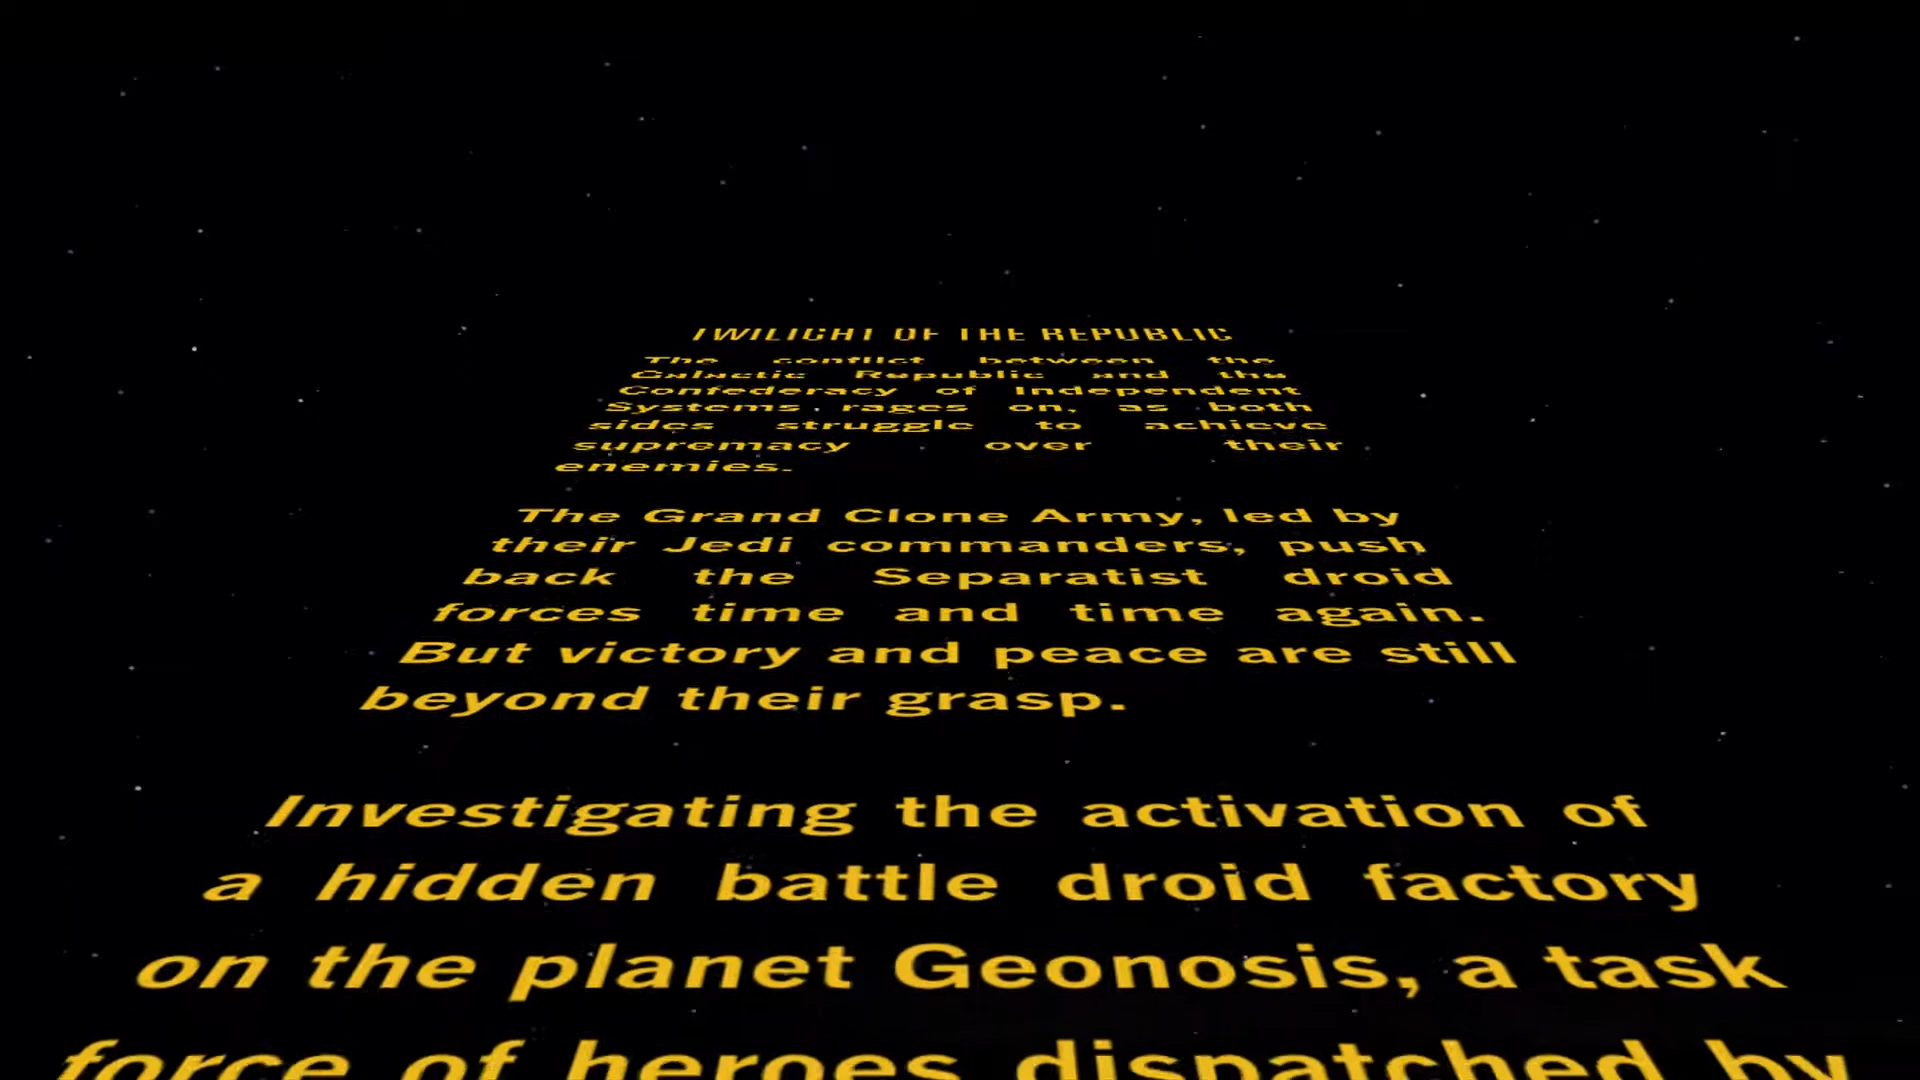 TWILIGHT OF THE REPUBLIC
The conflict between the
Galactic Republic and the
Confederacy of Independent
Systems rages on, as both
sides struggle to achieve
supremacy over their
enemies.
The Grand Clone Army, led by
their Jedi commanders, push
back the Separatist droid
forces time and time again.
But victory and peace are still
beyond their grasp.
Investigating the activation of
a hidden battle droid factory
on the planet Geonosis, a task
force of heroes dispatched by